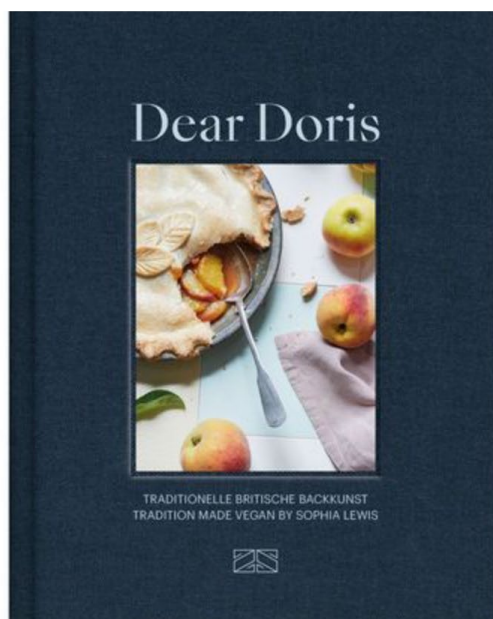 Dear Doris
TRADITIONELLE BRITISCHE BACKKUNST
TRADITION MADE VEGAN BY SOPHIA LEWIS